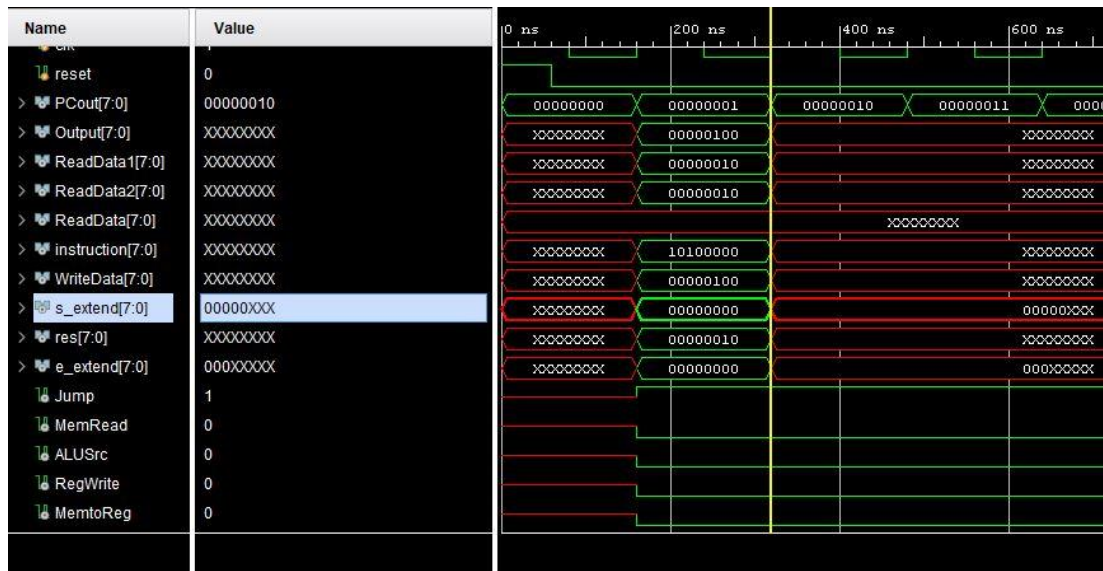 Name Value 0 ns 200 ns 400 ns 600 ns
reset 0
PCout[7:0] 00000010 00000000 00000001 00000010 00000011
Output[7:0] XXXXXXXX XXXXXXXX 00000100 XXXXXXXX
ReadData1[7:0] XXXXXXXX XXXXXXXX 00000010 XXXXXXXX
ReadData2[7:0] XXXXXXXX XXXXXXXX 00000010 XXXXXXXX
ReadData[7:0] XXXXXXXX XXXXXXXX
instruction[7:0] XXXXXXXX XXXXXXXX 10100000 XXXXXXXX
WriteData[7:0] XXXXXXXX XXXXXXXX 00000100 XXXXXXXX
s_extend[7:0] 00000XXX XXXXXXXX 00000000 00000XXX
res[7:0] XXXXXXXX XXXXXXXX 00000010 XXXXXXXX
e_extend[7:0] 000XXXXX XXXXXXXX 00000000 000XXXXX
Jump 1
MemRead 0
ALUSrc 0
RegWrite 0
MemtoReg 0